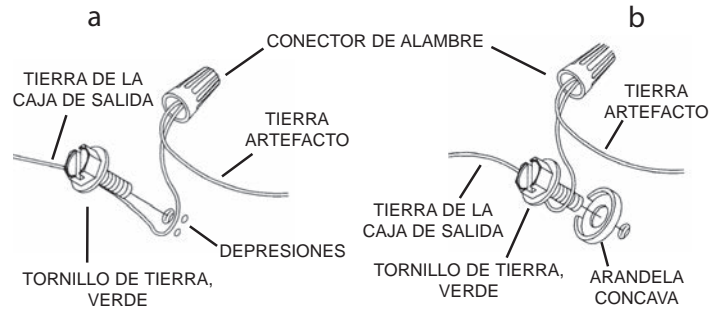 a
b
CONECTOR DE ALAMBRE
TIERRA DE LA
CAJA DE SALIDA
TIERRA
ARTEFACTO
TIERRA
ARTEFACTO
TIERRA DE LA
CAJA DE SALIDA
DEPRESIONES
TORNILLO DE TIERRA,
VERDE
TORNILLO DE TIERRA,
VERDE
ARANDELA
CONCAVA